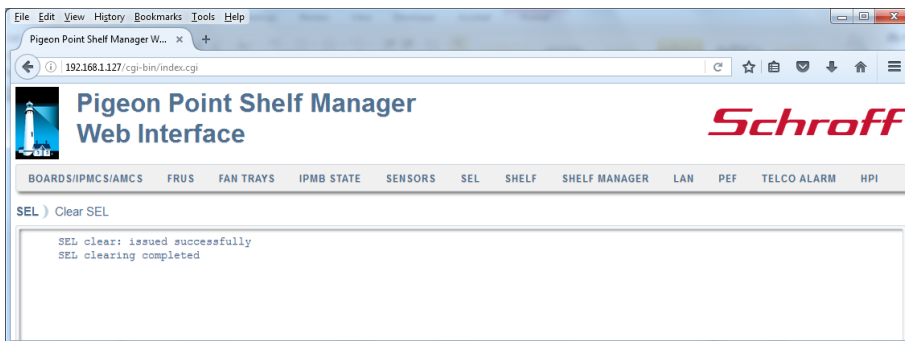 File Edit View History Bookmarks Tools Help
Pigeon Point Shelf Manager W... × +
192.168.1.127/cgi-bin/index.cgi
Pigeon Point Shelf Manager
Web Interface
Schroff
BOARDS/IPMCS/AMCS FRUS FAN TRAYS IPMB STATE SENSORS SEL SHELF SHELF MANAGER LAN PEF TELCO ALARM HPI
SEL ) Clear SEL
SEL clear: issued successfully
SEL clearing completed